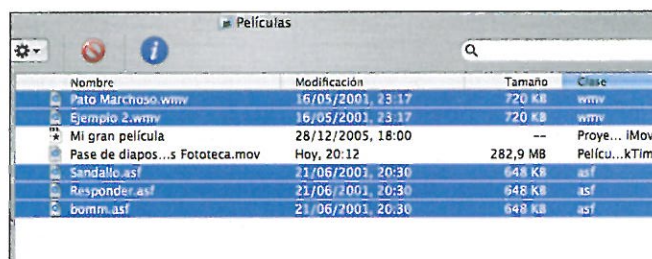 Películas
Nombre Modificación Tamaño Clase
Pato Marchoso.wmv 16/05/2001, 23:17 720 KB wmv
Ejemplo 2.wmv 16/05/2001, 23:17 720 KB wmv
Mi gran película 28/12/2005, 18:00 -- Proye... iMov
Pase de diapos...s Fototeca.mov Hoy, 20:12 282,9 MB Pelícu...kTim
Sandallo.asf 21/06/2001, 20:30 648 KB asf
Responder.asf 21/06/2001, 20:30 648 KB asf
bomm.asf 21/06/2001, 20:30 648 KB asf